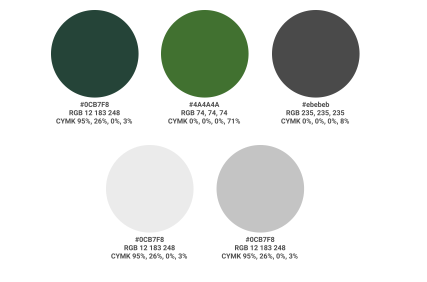 #0CB7F8
RGB 12 183 248
CYMK 95%, 26%, 0%, 3%
#4A4A4A
RGB 74, 74, 74
CYMK 0%, 0%, 0%, 71%
#ebebeb
RGB 235, 235, 235
CYMK 0%, 0%, 0%, 8%
#0CB7F8
RGB 12 183 248
CYMK 95%, 26%, 0%, 3%
#0CB7F8
RGB 12 183 248
CYMK 95%, 26%, 0%, 3%